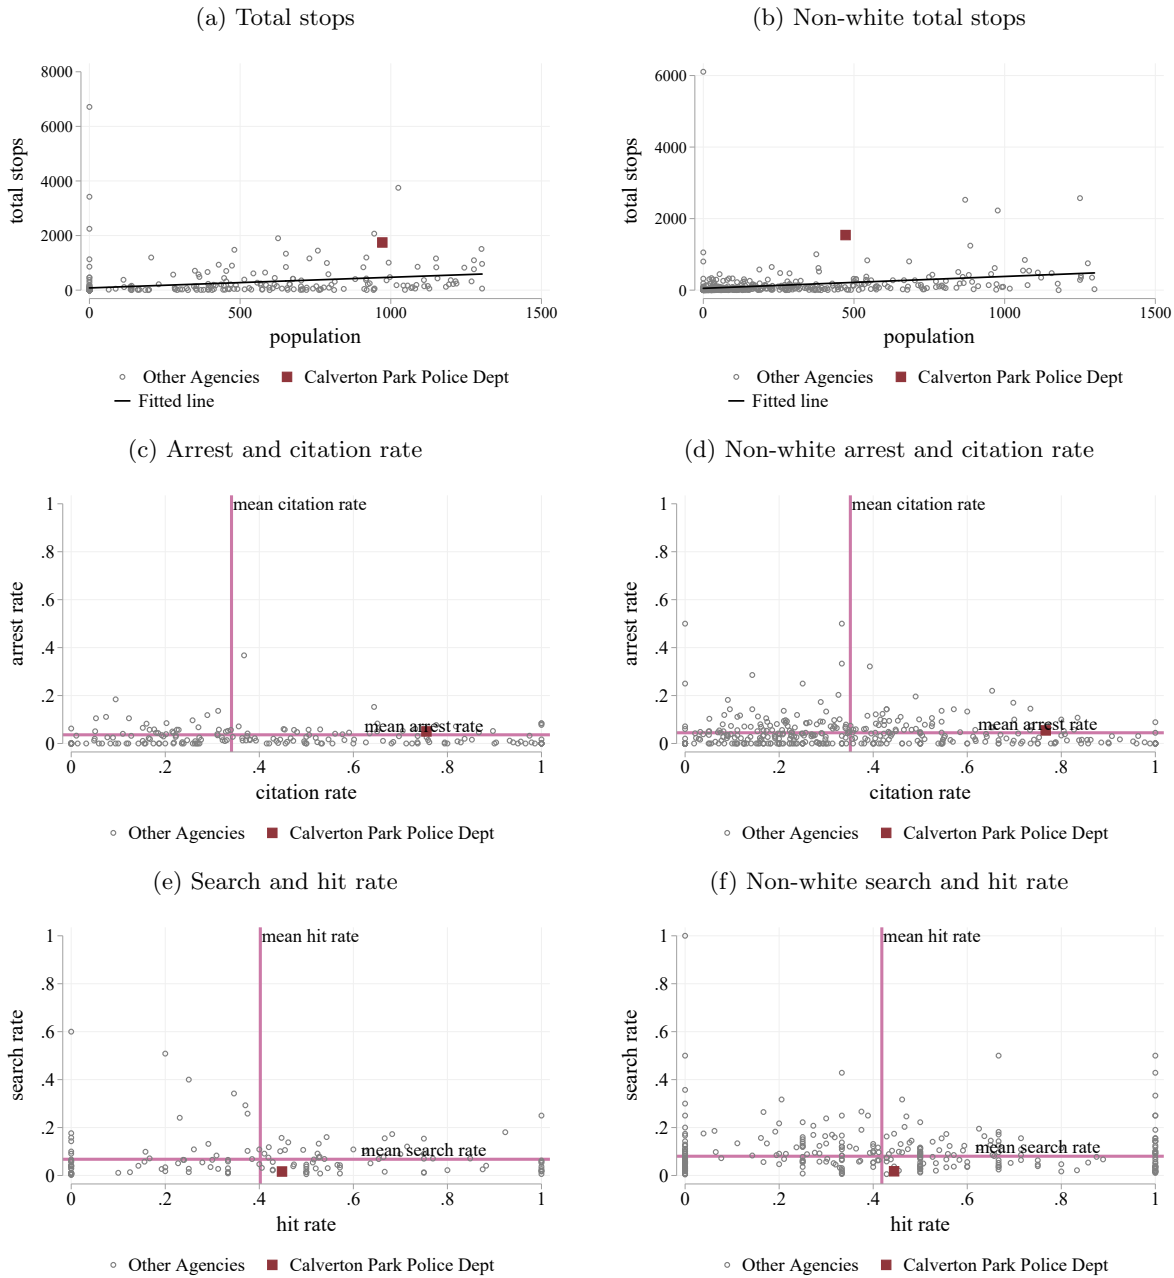 (a) Total stops
8000
6000
4000
2000
0
total stops
0 500 1000 1500
population
Other Agencies Calverton Park Police Dept
Fitted line
(b) Non-white total stops
6000
4000
2000
0
total stops
0 500 1000 1500
population
Other Agencies Calverton Park Police Dept
Fitted line
(c) Arrest and citation rate
1
.8
.6
.4
.2
0
arrest rate
mean citation rate
mean arrest rate
0 .2 .4 .6 .8 1
citation rate
Other Agencies Calverton Park Police Dept
(d) Non-white arrest and citation rate
1
.8
.6
.4
.2
0
arrest rate
mean citation rate
mean arrest rate
0 .2 .4 .6 .8 1
citation rate
Other Agencies Calverton Park Police Dept
(e) Search and hit rate
1
.8
.6
.4
.2
0
search rate
mean hit rate
mean search rate
0 .2 .4 .6 .8 1
hit rate
Other Agencies Calverton Park Police Dept
(f) Non-white search and hit rate
1
.8
.6
.4
.2
0
search rate
mean hit rate
mean search rate
0 .2 .4 .6 .8 1
hit rate
Other Agencies Calverton Park Police Dept